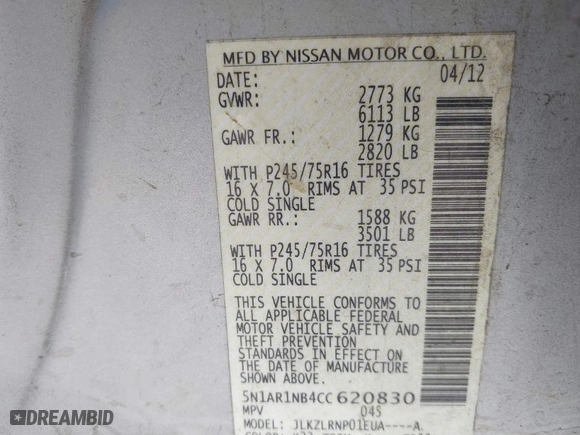 MFD BY NISSAN MOTOR CO., LTD.
DATE: 04/12
GVWR: 2773 KG
6113 LB
GAWR FR.: 1279 KG
2820 LB
WITH P245/75R16 TIRES
16 X 7.0 RIMS AT 35 PSI
COLD SINGLE
GAWR RR.: 1588 KG
3501 LB
WITH P245/75R16 TIRES
16 X 7.0 RIMS AT 35 PSI
COLD SINGLE
THIS VEHICLE CONFORMS TO
ALL APPLICABLE FEDERAL
MOTOR VEHICLE SAFETY AND
THEFT PREVENTION
STANDARDS IN EFFECT ON
THE DATE OF MANUFACTURE
SHOWN ABOVE.
5N1AR1NB4CC620830
MPV 04S
MODEL: JLKZLRNP01EUA----A.
DEALERSHIPS.COM